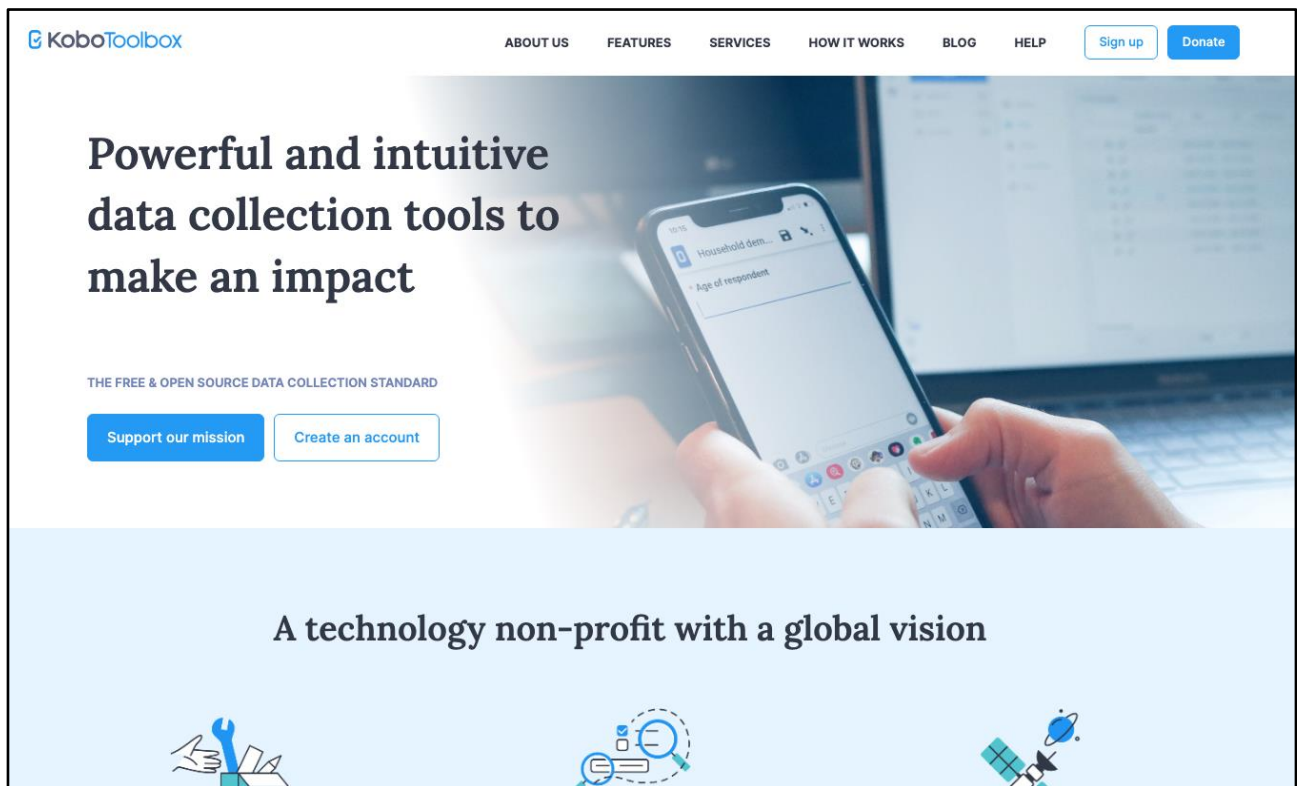 KoboToolbox
ABOUT US FEATURES SERVICES HOW IT WORKS BLOG HELP Sign up Donate
Powerful and intuitive
data collection tools to
make an impact
10:15
Household dem...
* Age of respondent
THE FREE & OPEN SOURCE DATA COLLECTION STANDARD
Support our mission Create an account
A technology non-profit with a global vision